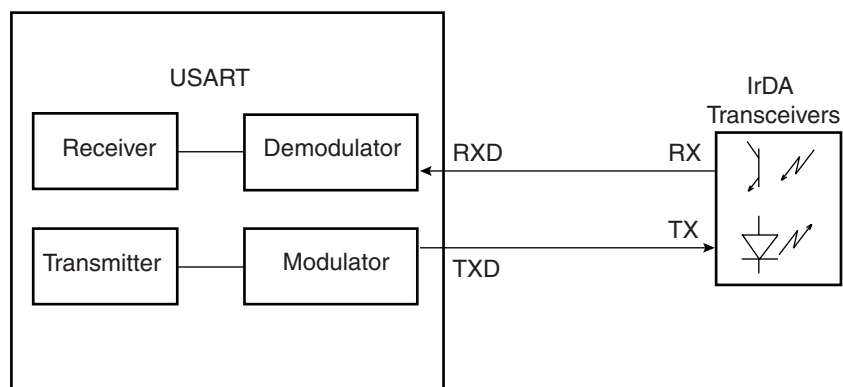 USART
IrDA
Transceivers
Receiver
Demodulator
RXD
RX
Transmitter
Modulator
TXD
TX